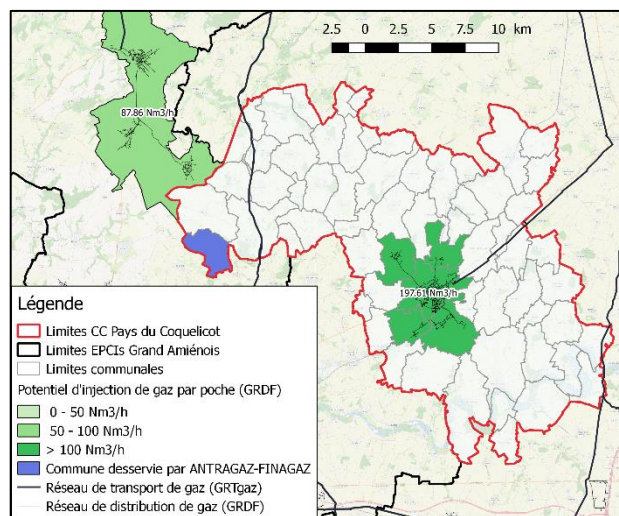 2.5 0 2.5 5 7.5 10 km
87.86 Nm3/h
197.61 Nm3/h
Légende
Limites CC Pays du Coquelicot
Limites EPCIs Grand Amiénois
Limites communales
Potentiel d'injection de gaz par poche (GRDF)
0 - 50 Nm3/h
50 - 100 Nm3/h
> 100 Nm3/h
Commune desservie par ANTRAGAZ-FINAGAZ
Réseau de transport de gaz (GRTgaz)
Réseau de distribution de gaz (GRDF)